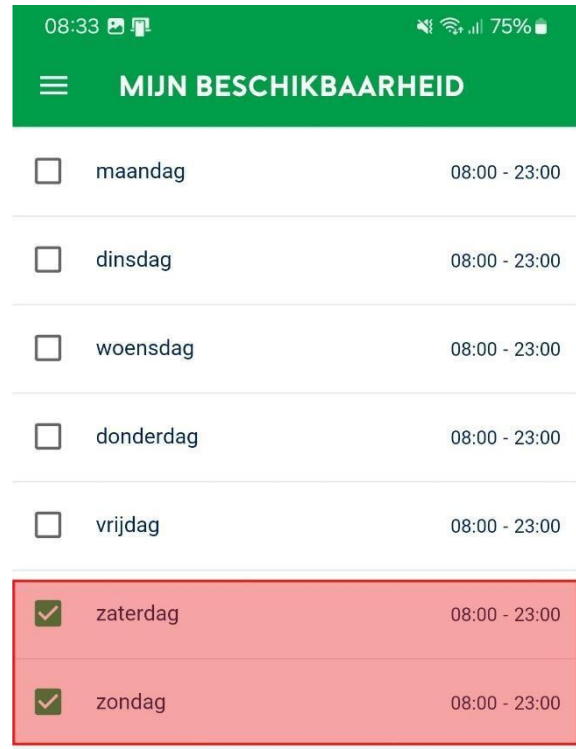 08:33 75%
MIJN BESCHIKBAARHEID
maandag 08:00 - 23:00
dinsdag 08:00 - 23:00
woensdag 08:00 - 23:00
donderdag 08:00 - 23:00
vrijdag 08:00 - 23:00
zaterdag 08:00 - 23:00
zondag 08:00 - 23:00